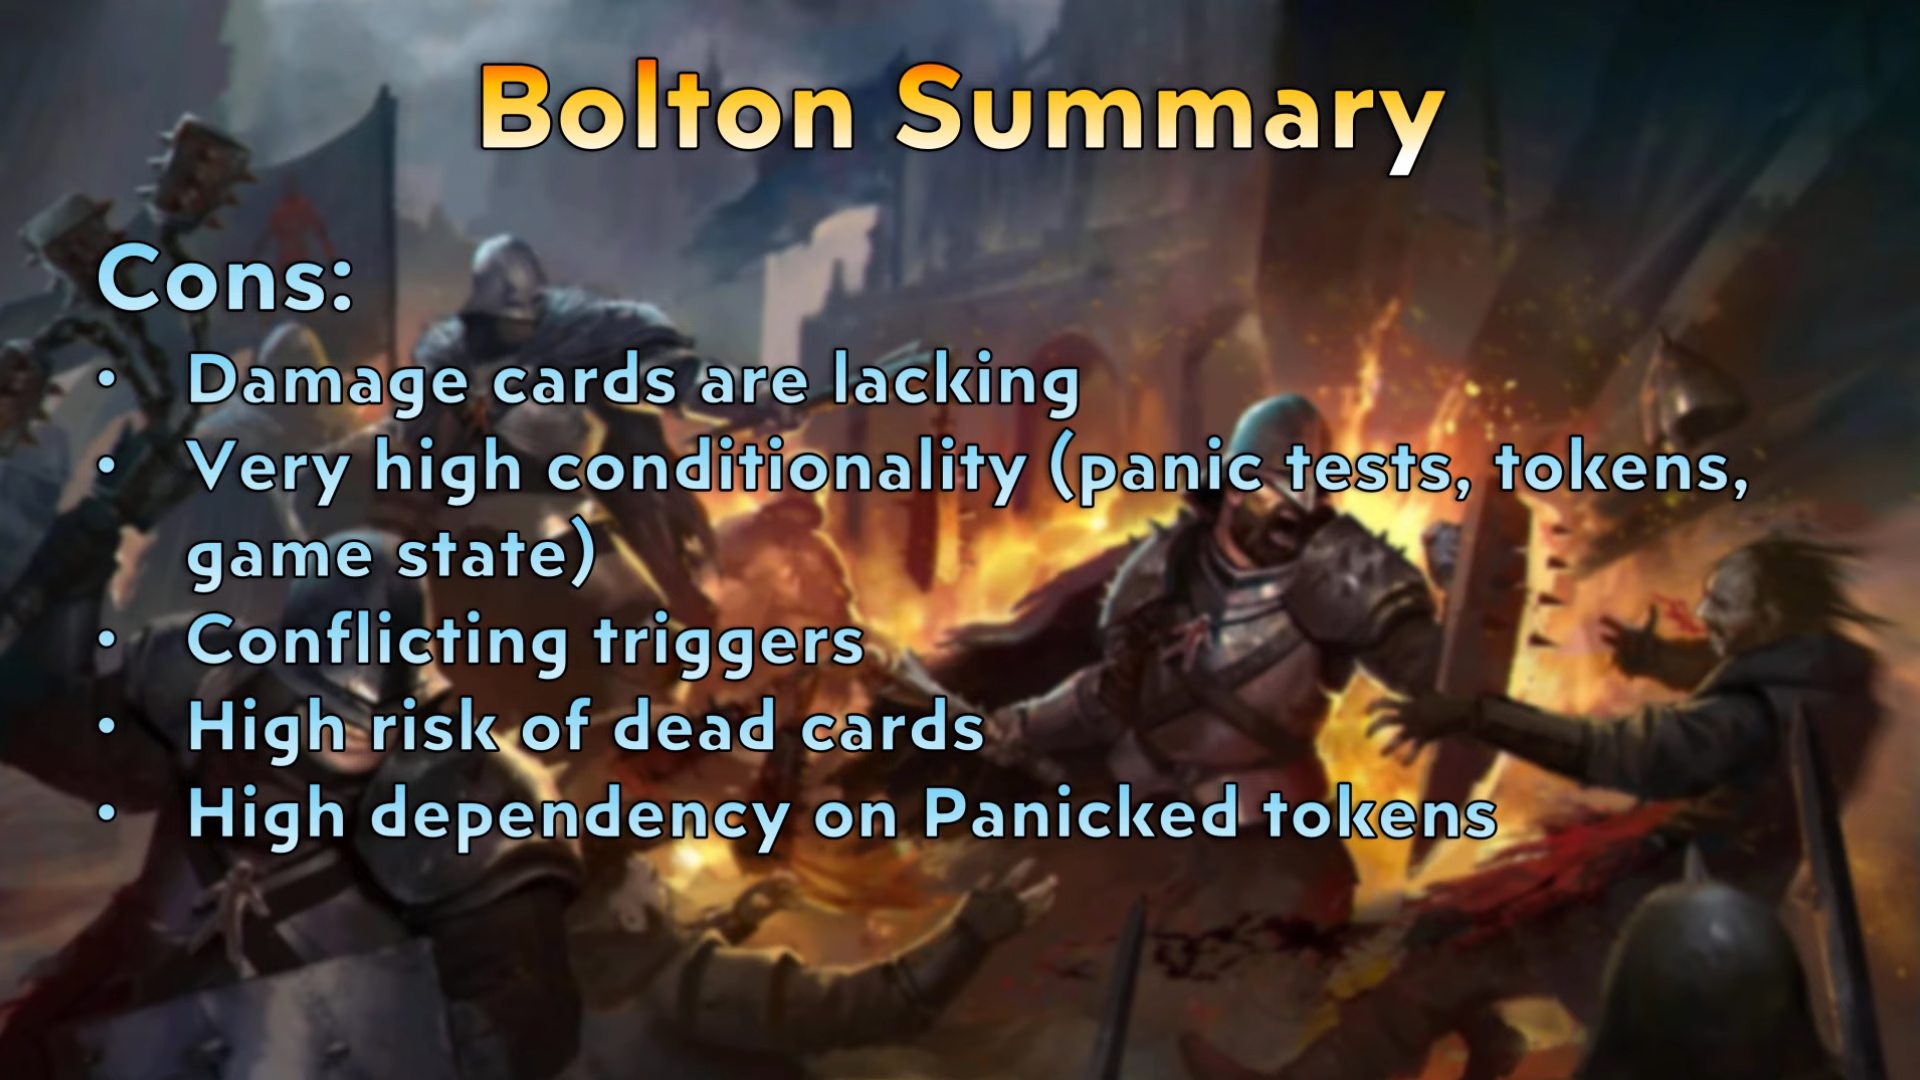 Bolton Summary
Cons:
• Damage cards are lacking
• Very high conditionality (panic tests, tokens,
game state)
• Conflicting triggers
• High risk of dead cards
• High dependency on Panicked tokens